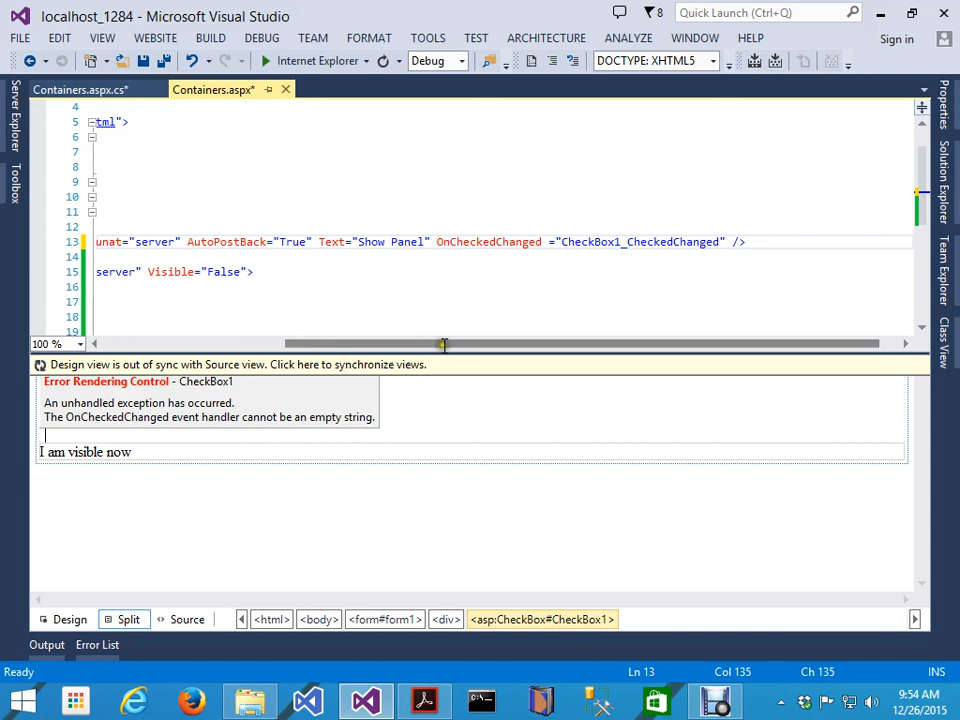 localhost_1284 - Microsoft Visual Studio
8
Quick Launch (Ctrl+Q)
FILE EDIT VIEW WEBSITE BUILD DEBUG TEAM FORMAT TOOLS TEST ARCHITECTURE ANALYZE WINDOW HELP
Sign in
Internet Explorer
Debug
DOCTYPE: XHTML5
Containers.aspx.cs*
Containers.aspx*
Server Explorer
Toolbox
Properties
Solution Explorer
Team Explorer
Class View
4
5 tml">
6
7
8
9
10
11
12
13 unat="server" AutoPostBack="True" Text="Show Panel" OnCheckedChanged ="CheckBox1_CheckedChanged" />
14
15 server" Visible="False">
16
17
18
19
100 %
Design view is out of sync with Source view. Click here to synchronize views.
Error Rendering Control - CheckBox1
An unhandled exception has occurred.
The OnCheckedChanged event handler cannot be an empty string.
I am visible now
Design Split Source <html> <body> <form#form1> <div> <asp:CheckBox#CheckBox1>
Output Error List
Ready Ln 13 Col 135 Ch 135 INS
9:54 AM
12/26/2015